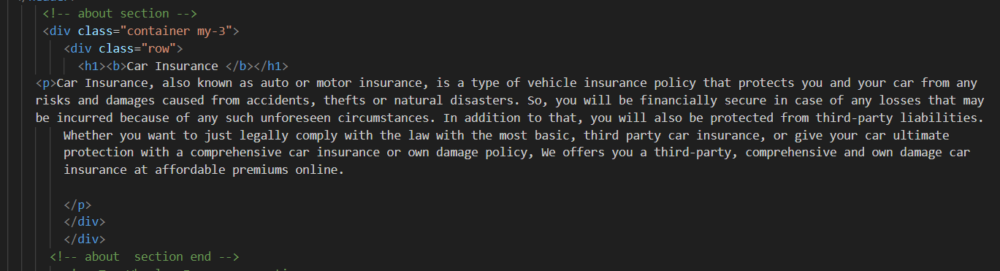 <!-- about section -->
<div class="container my-3">
<div class="row">
<h1><b>Car Insurance </b></h1>
<p>Car Insurance, also known as auto or motor insurance, is a type of vehicle insurance policy that protects you and your car from any
risks and damages caused from accidents, thefts or natural disasters. So, you will be financially secure in case of any losses that may
be incurred because of any such unforeseen circumstances. In addition to that, you will also be protected from third-party liabilities.
Whether you want to just legally comply with the law with the most basic, third party car insurance, or give your car ultimate
protection with a comprehensive car insurance or own damage policy, We offers you a third-party, comprehensive and own damage car
insurance at affordable premiums online.
</p>
</div>
</div>
<!-- about  section end -->